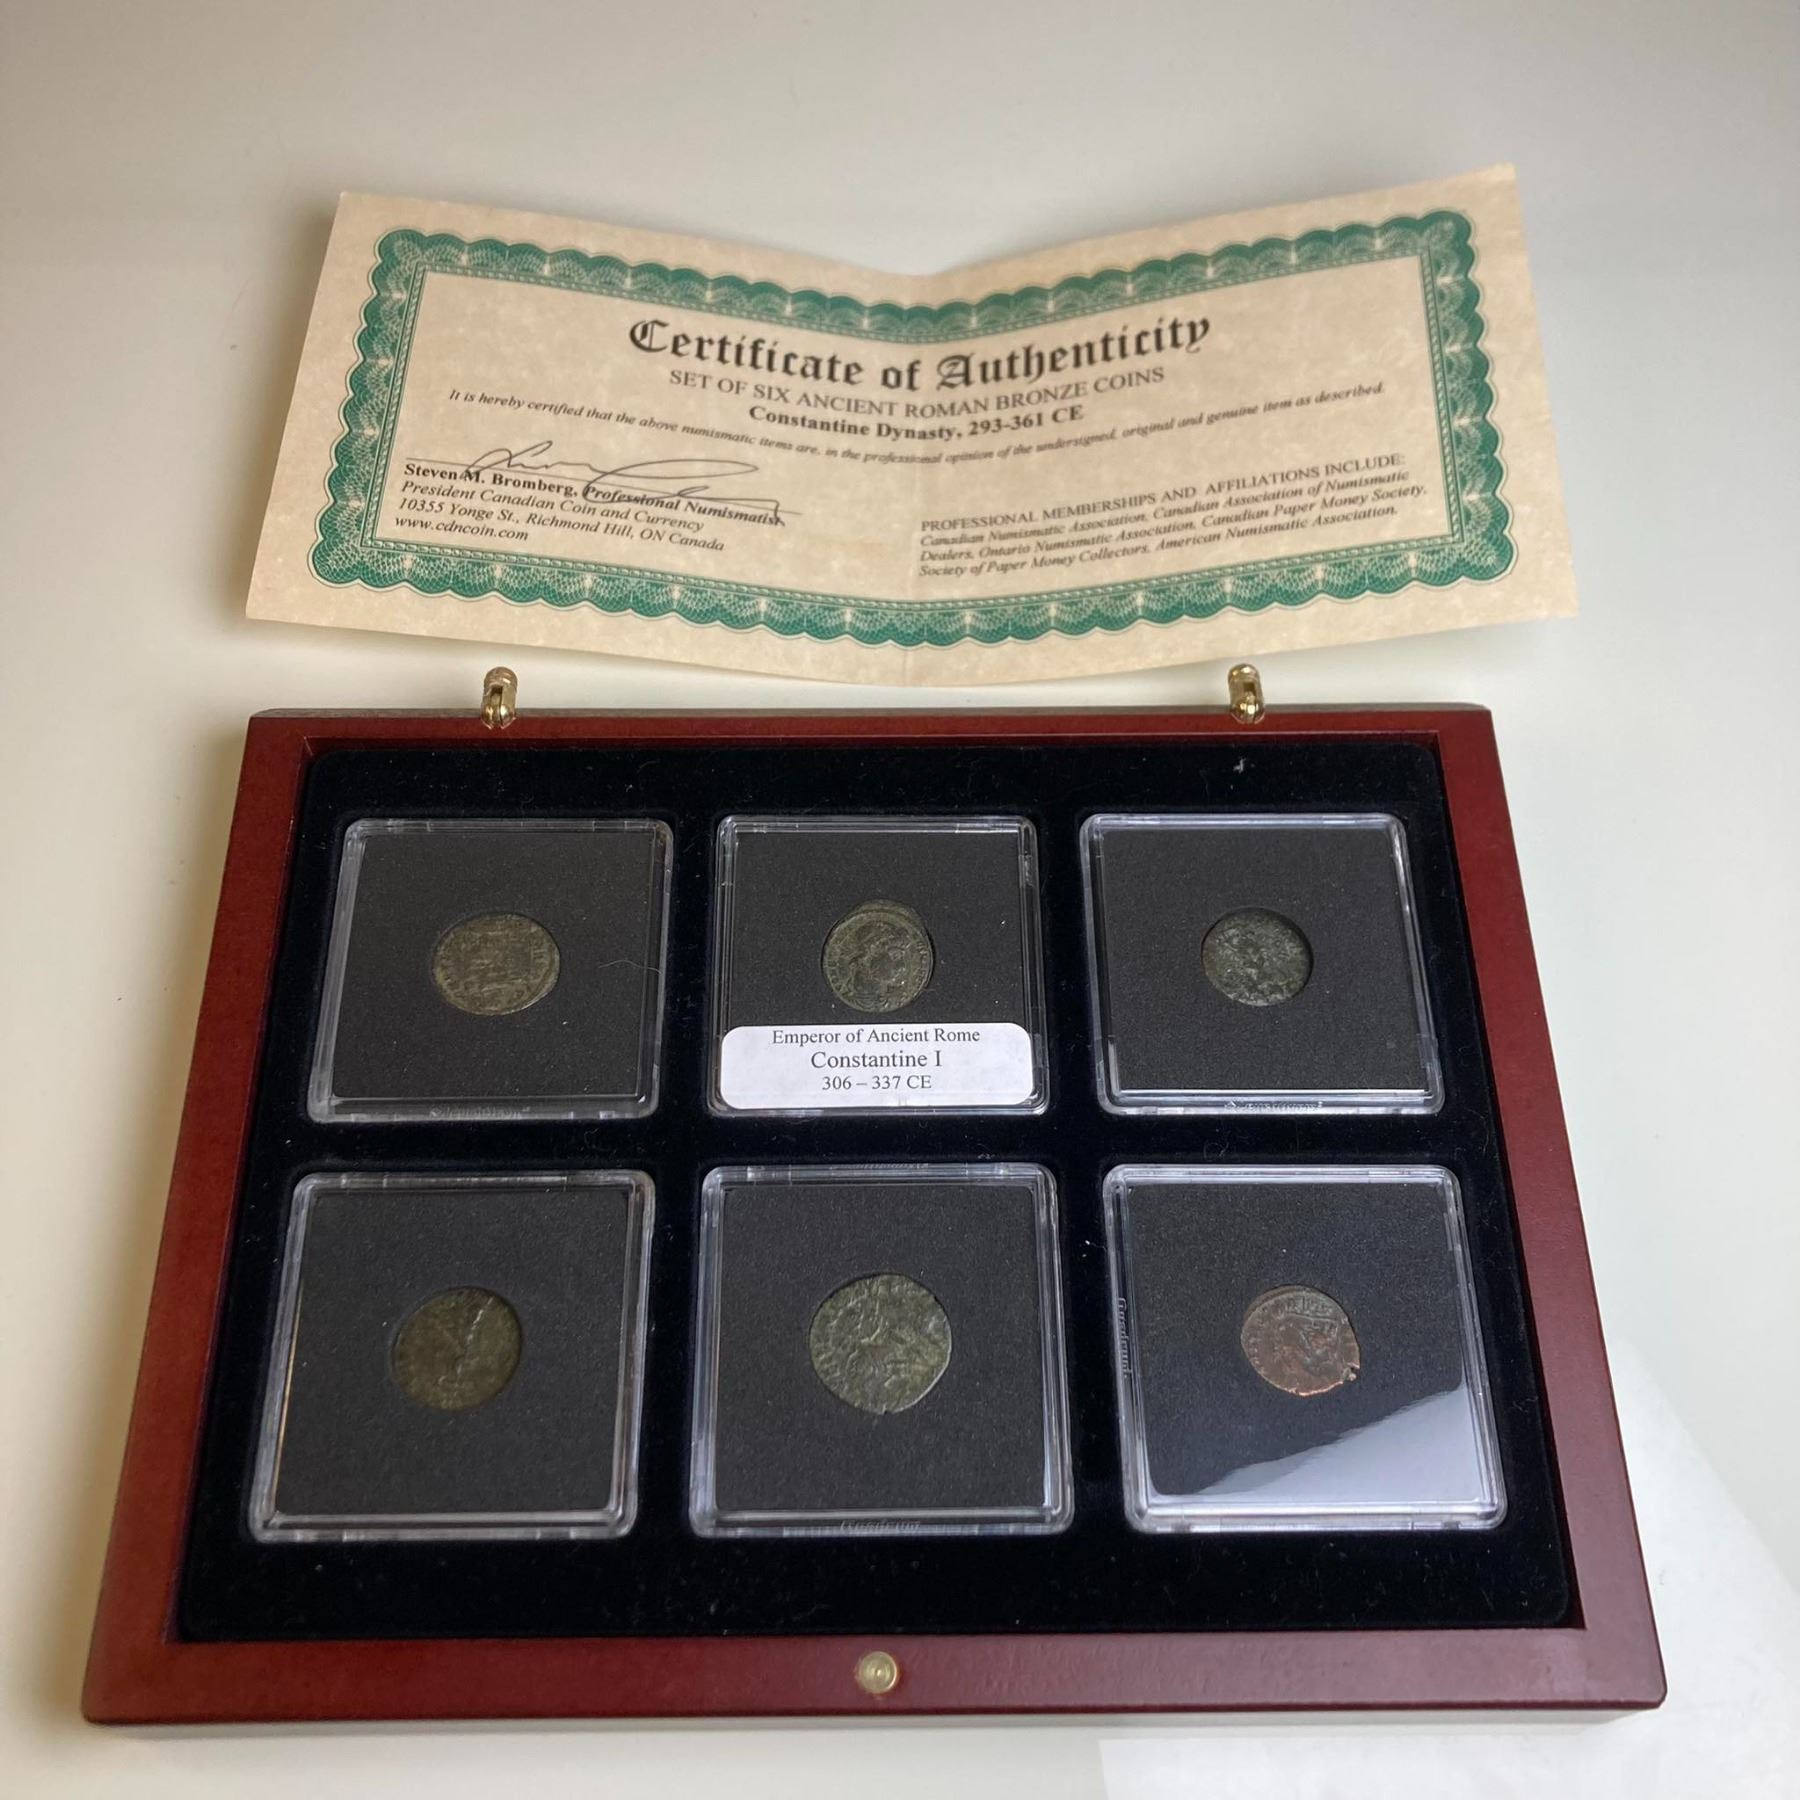 Certificate of Authenticity
SET OF SIX ANCIENT ROMAN BRONZE COINS
Constantine Dynasty, 293-361 CE
It is hereby certified that the above numismatic items are, in the professional opinion of the undersigned, original and genuine item as described.
Steven M. Bromberg, Professional Numismatist
President Canadian Coin and Currency
10355 Yonge St., Richmond Hill, ON Canada
www.cdncoin.com
PROFESSIONAL MEMBERSHIPS AND AFFILIATIONS INCLUDE:
Canadian Numismatic Association, Canadian Association of Numismatic
Dealers, Ontario Numismatic Association, Canadian Paper Money Society,
Society of Paper Money Collectors, American Numismatic Association.
Emperor of Ancient Rome
Constantine I
306 – 337 CE